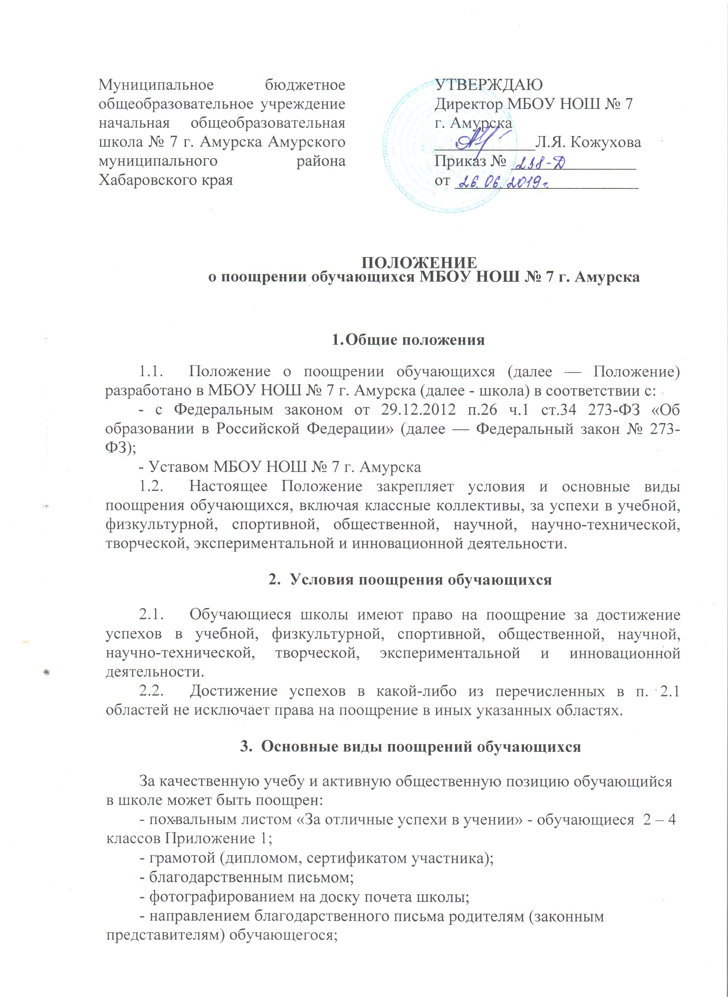 Муниципальное бюджетное
общеобразовательное учреждение
начальная общеобразовательная
школа № 7 г. Амурска Амурского
муниципального района
Хабаровского края
УТВЕРЖДАЮ
Директор МБОУ НОШ № 7
г. Амурска
____________Л.Я. Кожухова
Приказ № 238-Д
от 26.06.2019г.
ПОЛОЖЕНИЕ
о поощрении обучающихся МБОУ НОШ № 7 г. Амурска
1.Общие положения
1.1. Положение о поощрении обучающихся (далее — Положение)
разработано в МБОУ НОШ № 7 г. Амурска (далее - школа) в соответствии с:
- с Федеральным законом от 29.12.2012 п.26 ч.1 ст.34 273-ФЗ «Об
образовании в Российской Федерации» (далее — Федеральный закон № 273-
ФЗ);
- Уставом МБОУ НОШ № 7 г. Амурска
1.2. Настоящее Положение закрепляет условия и основные виды
поощрения обучающихся, включая классные коллективы, за успехи в учебной,
физкультурной, спортивной, общественной, научной, научно-технической,
творческой, экспериментальной и инновационной деятельности.
2. Условия поощрения обучающихся
2.1. Обучающиеся школы имеют право на поощрение за достижение
успехов в учебной, физкультурной, спортивной, общественной, научной,
научно-технической, творческой, экспериментальной и инновационной
деятельности.
2.2. Достижение успехов в какой-либо из перечисленных в п. 2.1
областей не исключает права на поощрение в иных указанных областях.
3. Основные виды поощрений обучающихся
За качественную учебу и активную общественную позицию обучающийся
в школе может быть поощрен:
- похвальным листом «За отличные успехи в учении» - обучающиеся 2 – 4
классов Приложение 1;
- грамотой (дипломом, сертификатом участника);
- благодарственным письмом;
- фотографированием на доску почета школы;
- направлением благодарственного письма родителям (законным
представителям) обучающегося;